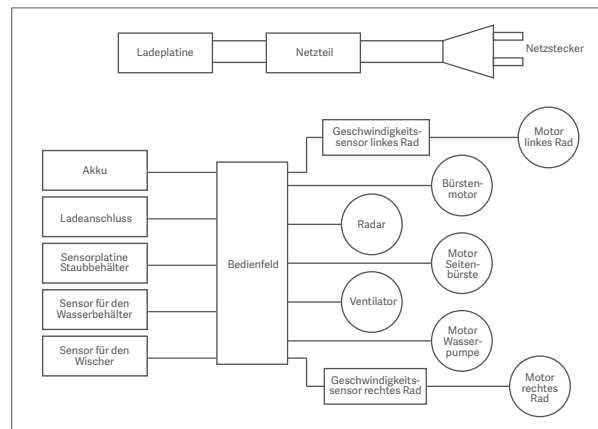 Ladeplatine
Netzteil
Netzstecker
Geschwindigkeits-
sensor linkes Rad
Motor
linkes Rad
Akku
Bürsten-
motor
Ladeanschluss
Radar
Sensorplatine
Staubbehälter
Bedienfeld
Motor
Seiten-
bürste
Sensor für den
Wasserbehälter
Ventilator
Motor
Wasser-
pumpe
Sensor für den
Wischer
Geschwindigkeits-
sensor rechtes Rad
Motor
rechtes
Rad